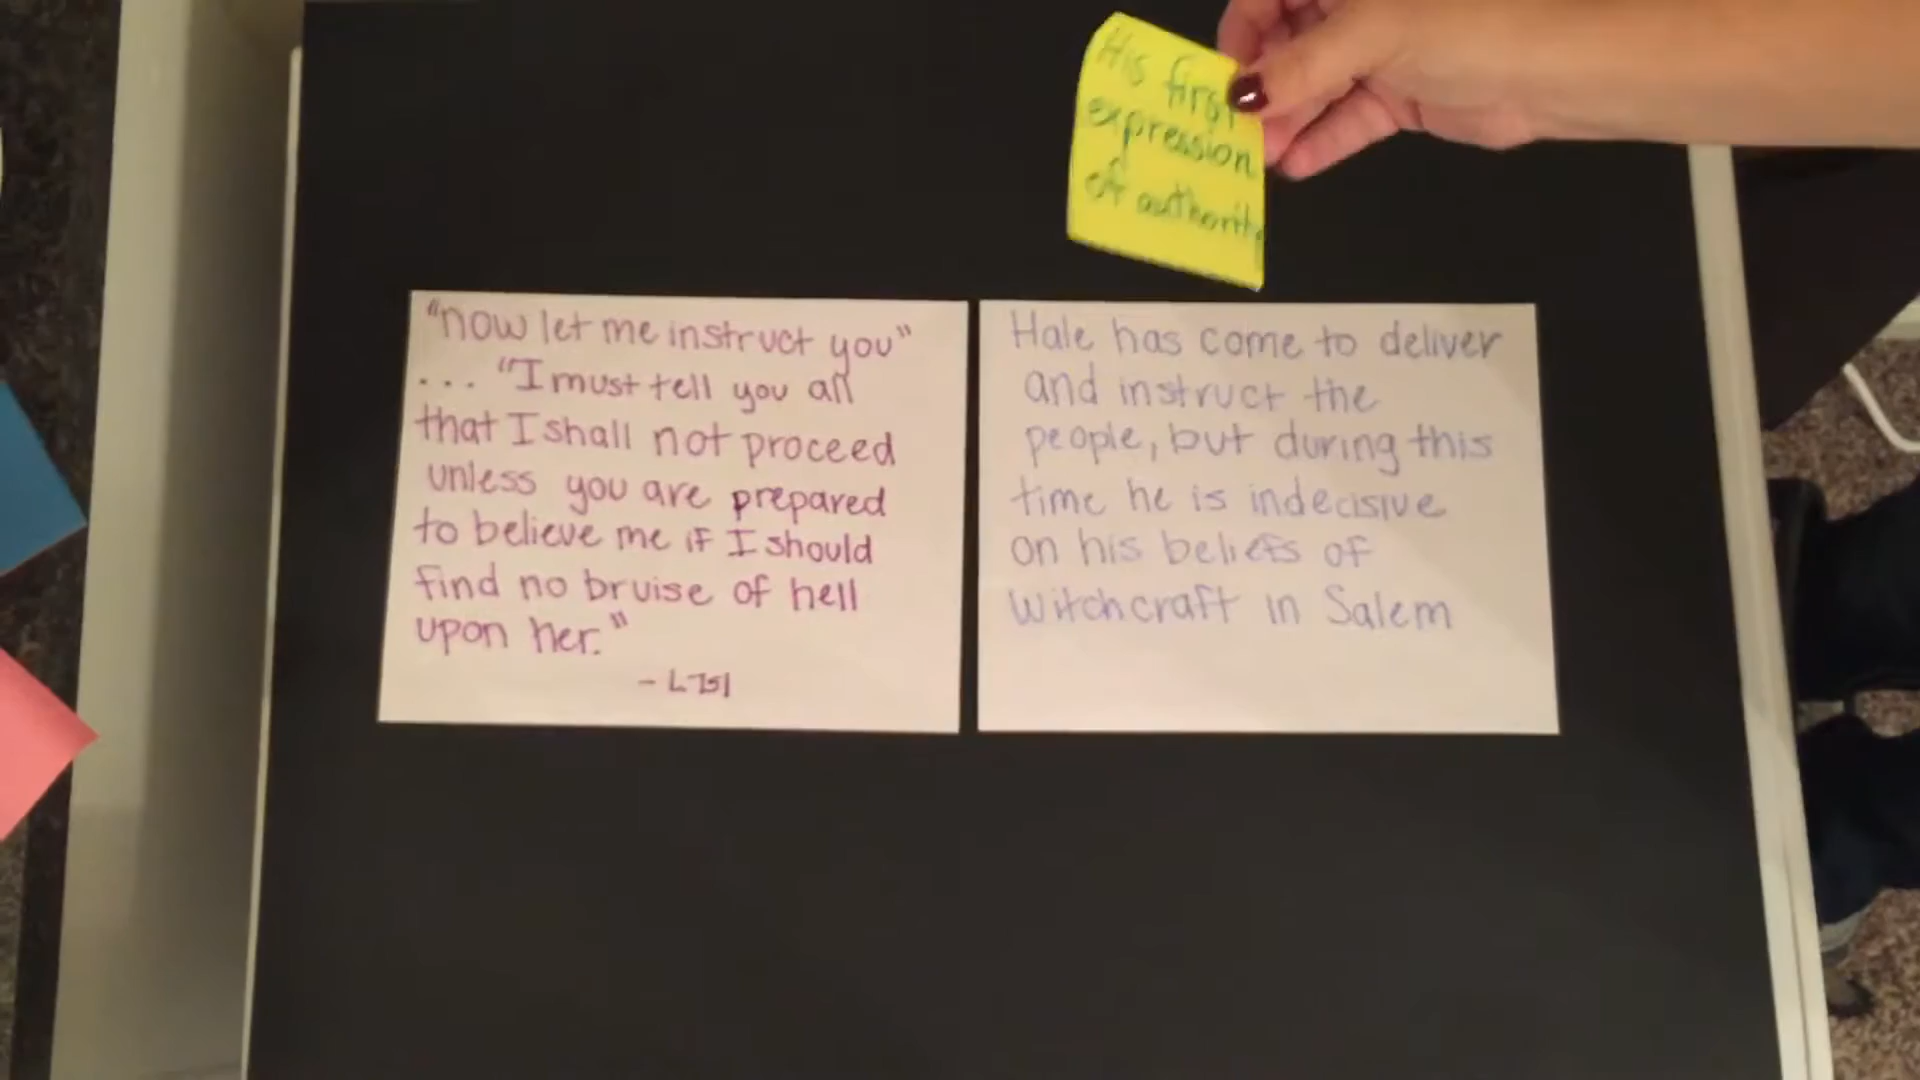 His first
expression
of authority
"now let me instruct you"
... "I must tell you all
that I shall not proceed
unless you are prepared
to believe me if I should
find no bruise of hell
upon her."
- L751
Hale has come to deliver
and instruct the
people, but during this
time he is indecisive
on his beliefs of
Witchcraft in Salem